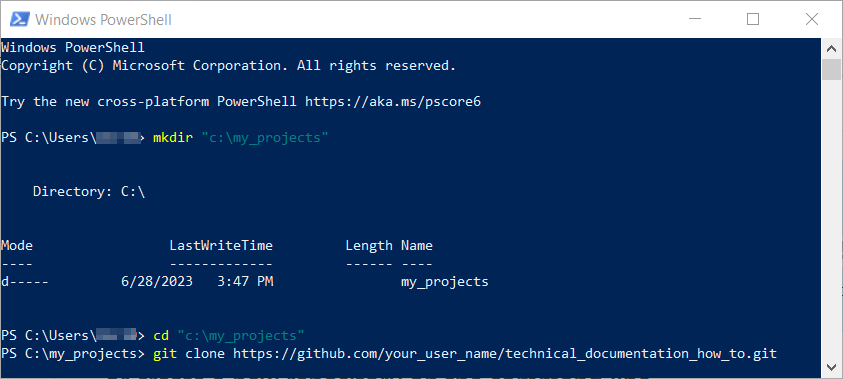 Windows PowerShell
Windows PowerShell
Copyright (C) Microsoft Corporation. All rights reserved.
Try the new cross-platform PowerShell https://aka.ms/pscore6
PS C:\Users\> mkdir "c:\my_projects"
Directory: C:\
Mode LastWriteTime Length Name
---- ------------- ------ ----
d----- 6/28/2023 3:47 PM my_projects
PS C:\Users\> cd "c:\my_projects"
PS C:\my_projects> git clone https://github.com/your_user_name/technical_documentation_how_to.git